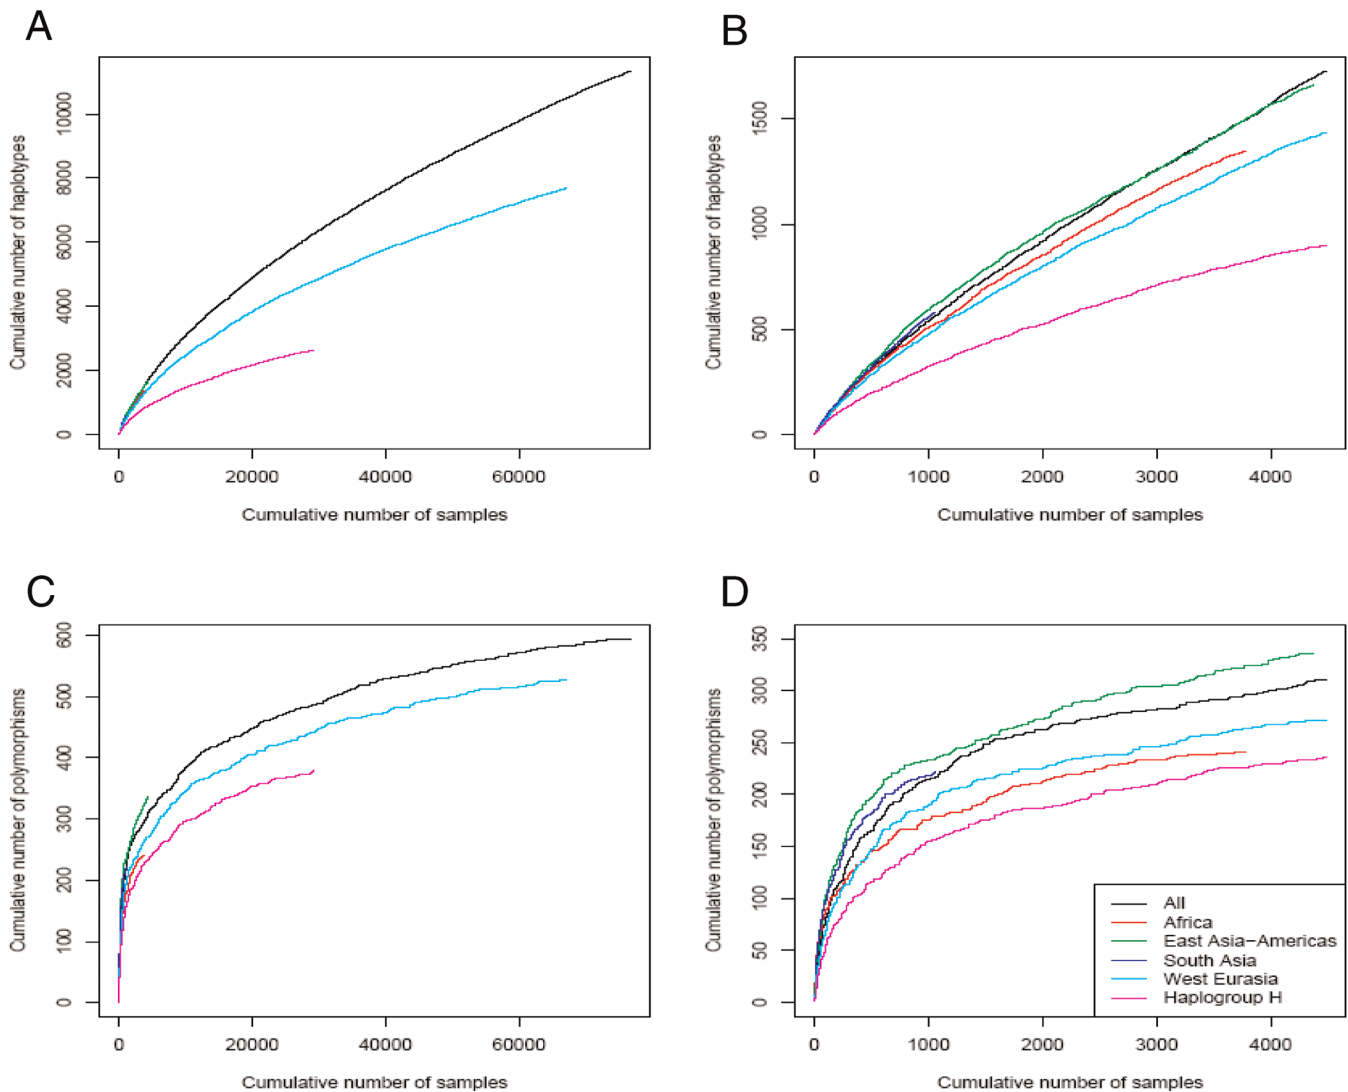 A
Cumulative number of haplotypes
0 2000 4000 6000 8000 10000
0 20000 40000 60000
Cumulative number of samples
B
Cumulative number of haplotypes
0 500 1000 1500
0 1000 2000 3000 4000
Cumulative number of samples
C
Cumulative number of polymorphisms
0 100 200 300 400 500 600
0 20000 40000 60000
Cumulative number of samples
D
Cumulative number of polymorphisms
0 50 100 150 200 250 300 350
0 1000 2000 3000 4000
Cumulative number of samples
All
Africa
East Asia−Americas
South Asia
West Eurasia
Haplogroup H